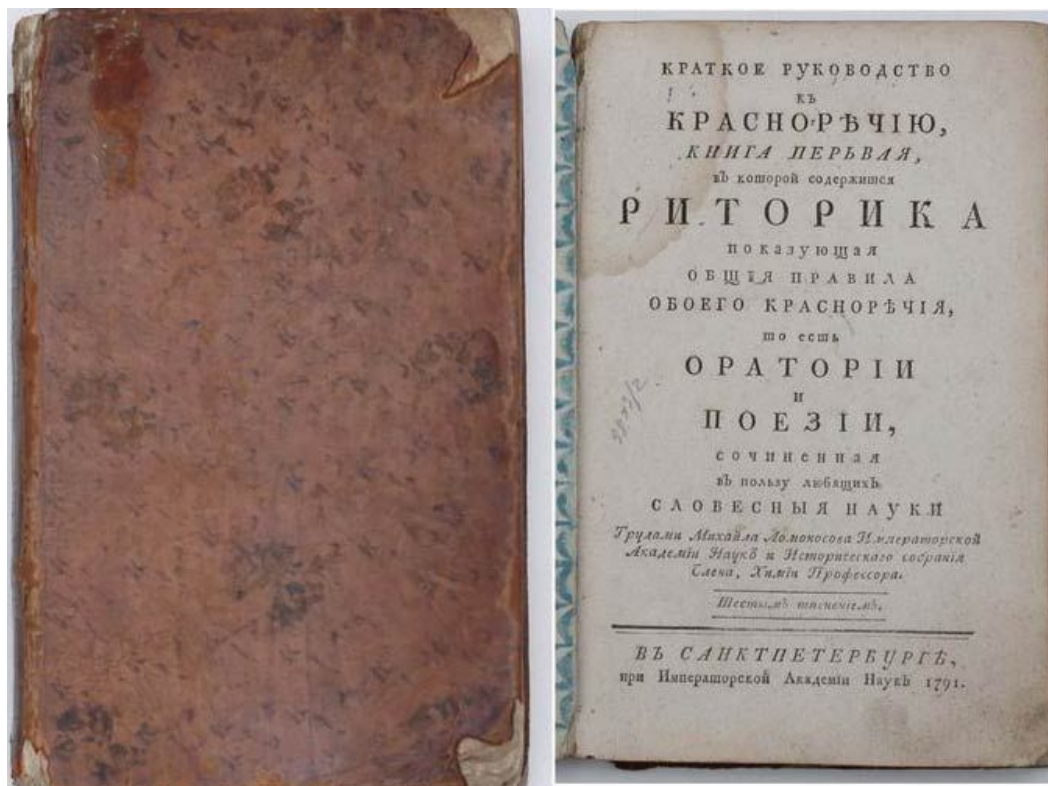 КРАТКОЕ РУКОВОДСТВО
КЪ
КРАСНОРѢЧІЮ,
КНИГА ПЕРЬВАЯ,
въ которой содержится
РИТОРИКА
показующая
ОБЩІЯ ПРАВИЛА
ОБОЕГО КРАСНОРѢЧІЯ,
то есть
ОРАТОРІИ
И
ПОЕЗІИ,
сочиненная
въ пользу любящихъ
СЛОВЕСНЫЯ НАУКИ
Трудами Михайла Ломоносова Императорской
Академіи Наукъ и Историческаго собранія
Члена, Химіи Профессора.
Шестымъ тисненіемъ.
ВЪ САНКТПЕТЕРБУРГѢ,
при Императорской Академіи Наукъ 1791.